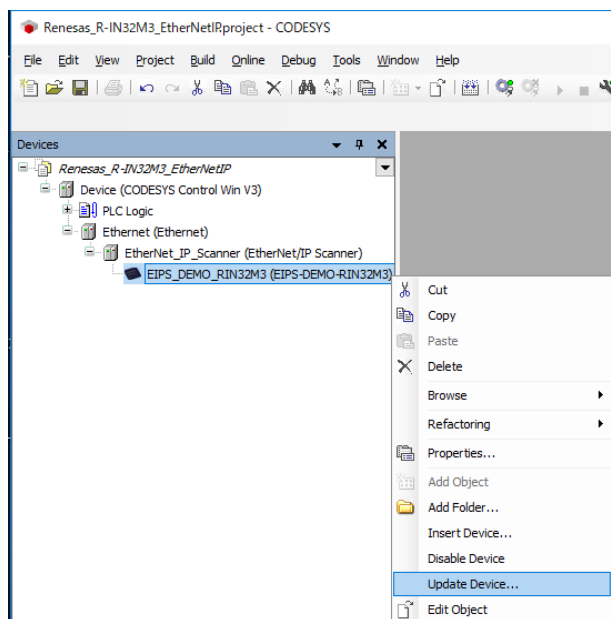 Renesas_R-IN32M3_EtherNetIP.project - CODESYS
File Edit View Project Build Online Debug Tools Window Help
Devices
Renesas_R-IN32M3_EtherNetIP
Device (CODESYS Control Win V3)
PLC Logic
Ethernet (Ethernet)
EtherNet_IP_Scanner (EtherNet/IP Scanner)
EIPS_DEMO_RIN32M3 (EIPS-DEMO-RIN32M3)
Cut
Copy
Paste
Delete
Browse
Refactoring
Properties...
Add Object
Add Folder...
Insert Device...
Disable Device
Update Device...
Edit Object